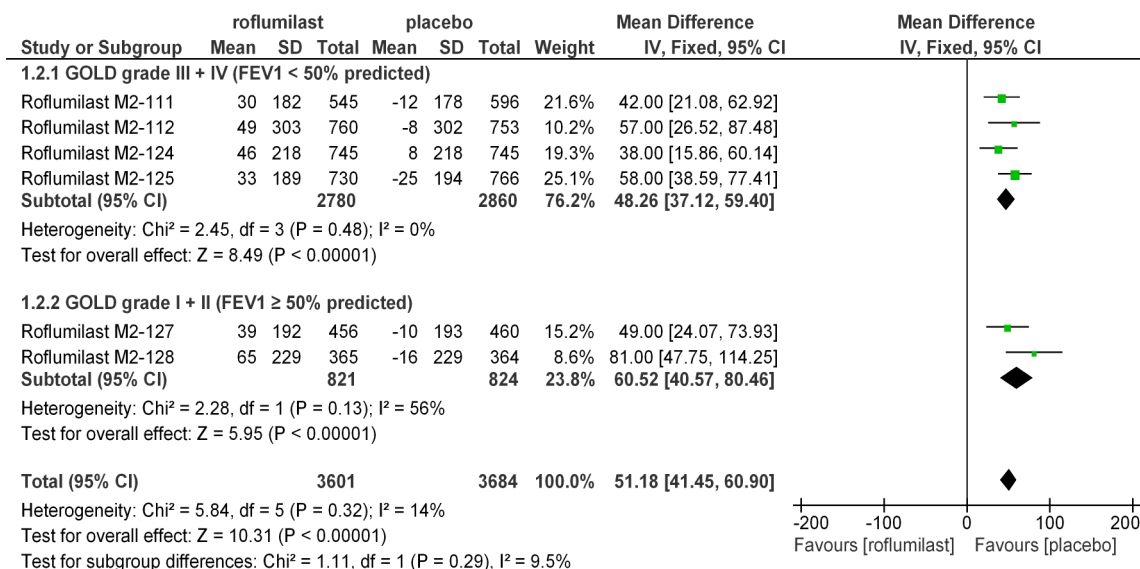 roflumilast placebo Mean Difference Mean Difference
Study or Subgroup Mean SD Total Mean SD Total Weight IV, Fixed, 95% CI IV, Fixed, 95% CI
1.2.1 GOLD grade III + IV (FEV1 < 50% predicted)
Roflumilast M2-111 30 182 545 -12 178 596 21.6% 42.00 [21.08, 62.92]
Roflumilast M2-112 49 303 760 -8 302 753 10.2% 57.00 [26.52, 87.48]
Roflumilast M2-124 46 218 745 8 218 745 19.3% 38.00 [15.86, 60.14]
Roflumilast M2-125 33 189 730 -25 194 766 25.1% 58.00 [38.59, 77.41]
Subtotal (95% CI) 2780 2860 76.2% 48.26 [37.12, 59.40]
Heterogeneity: Chi² = 2.45, df = 3 (P = 0.48); I² = 0%
Test for overall effect: Z = 8.49 (P < 0.00001)
1.2.2 GOLD grade I + II (FEV1 ≥ 50% predicted)
Roflumilast M2-127 39 192 456 -10 193 460 15.2% 49.00 [24.07, 73.93]
Roflumilast M2-128 65 229 365 -16 229 364 8.6% 81.00 [47.75, 114.25]
Subtotal (95% CI) 821 824 23.8% 60.52 [40.57, 80.46]
Heterogeneity: Chi² = 2.28, df = 1 (P = 0.13); I² = 56%
Test for overall effect: Z = 5.95 (P < 0.00001)
Total (95% CI) 3601 3684 100.0% 51.18 [41.45, 60.90]
Heterogeneity: Chi² = 5.84, df = 5 (P = 0.32); I² = 14%
Test for overall effect: Z = 10.31 (P < 0.00001)
Test for subgroup differences: Chi² = 1.11, df = 1 (P = 0.29), I² = 9.5%
-200 -100 0 100 200
Favours [roflumilast] Favours [placebo]